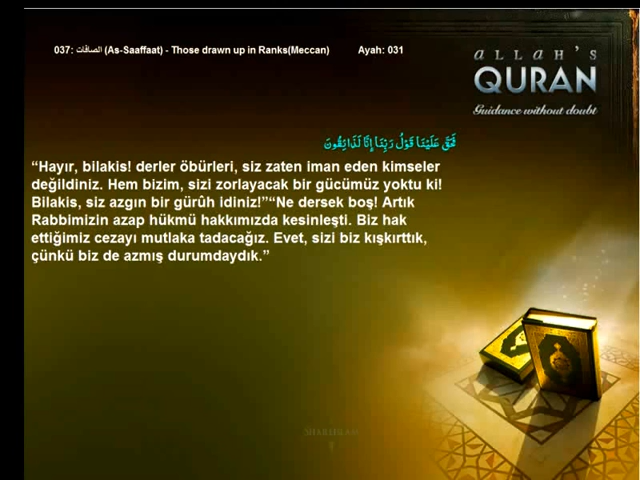 037: الصافات (As-Saaffaat) - Those drawn up in Ranks(Meccan) Ayah: 031
ALLAH'S
QURAN
Guidance without doubt
فَحَقَّ عَلَيْنَا قَوْلُ رَبِّنَا إِنَّا لَذَائِقُونَ
“Hayır, bilakis! derler öbürleri, siz zaten iman eden kimseler
değildiniz. Hem bizim, sizi zorlayacak bir gücümüz yoktu ki!
Bilakis, siz azgın bir gürûh idiniz!”“Ne dersek boş! Artık
Rabbimizin azap hükmü hakkımızda kesinleşti. Biz hak
ettiğimiz cezayı mutlaka tadacağız. Evet, sizi biz kışkırttık,
çünkü biz de azmış durumdaydık.”